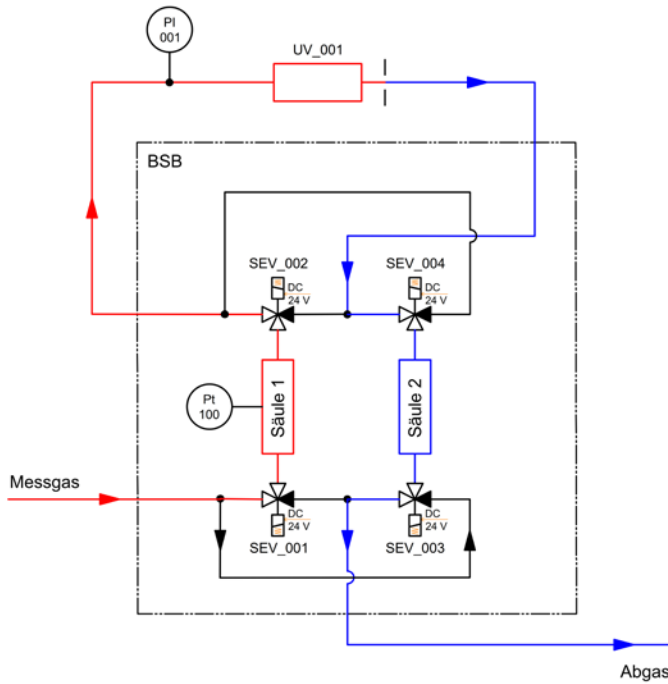 PI
001
UV_001
BSB
SEV_002
SEV_004
DC
24 V
DC
24 V
Säule 1
Säule 2
Pt
100
Messgas
DC
24 V
DC
24 V
SEV_001
SEV_003
Abgas